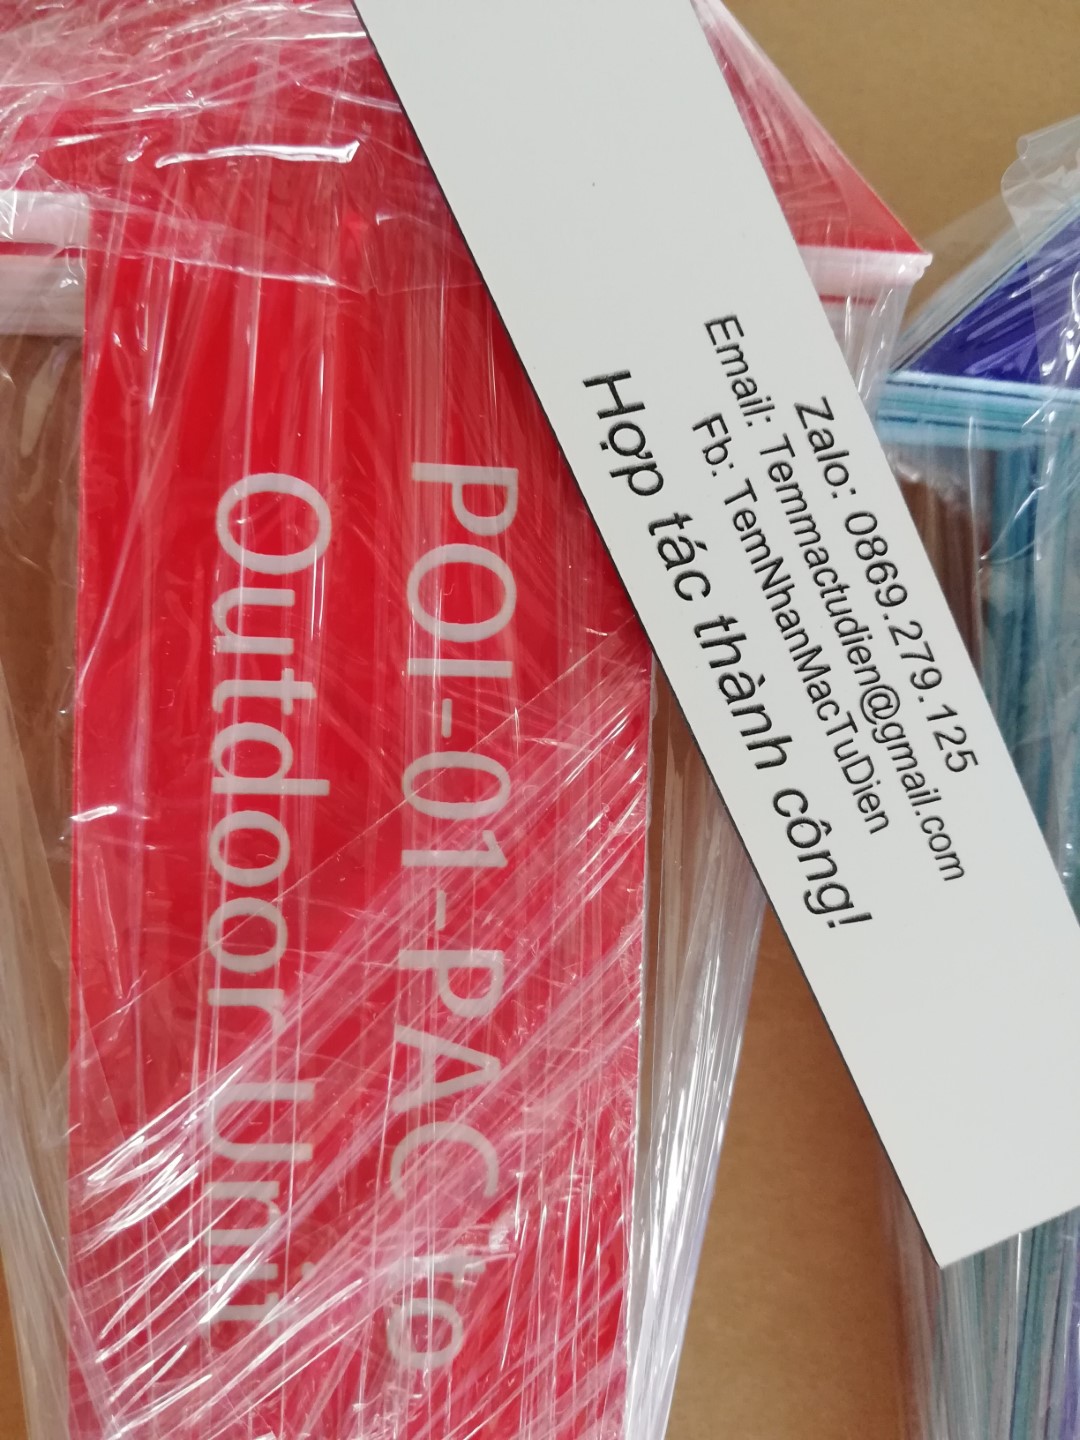 Zalo: 0869.279.125
Email: Temmactudien@gmail.com
Fb: TemNhanMacTuDien
Hợp tác thành công!
POI-01-PAC to
Outdoor Unit